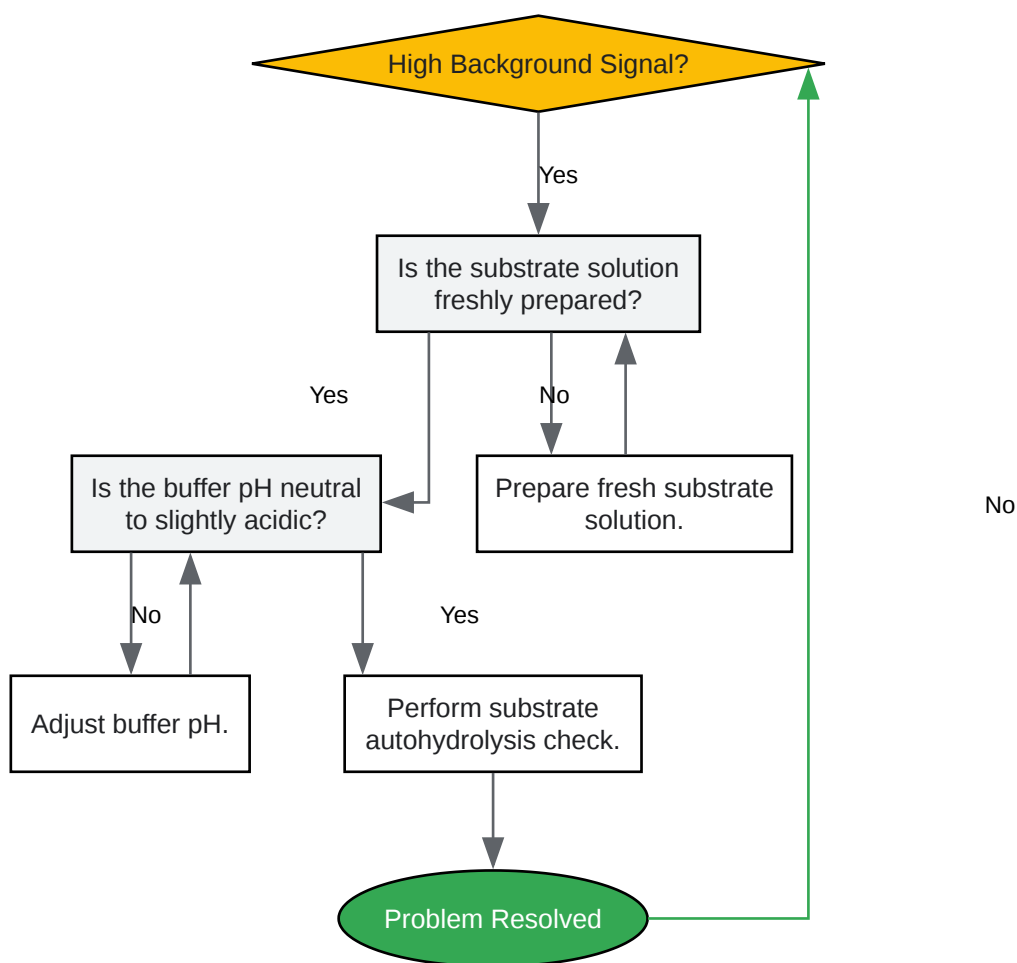 High Background Signal?
Yes
Is the substrate solution
freshly prepared?
Yes
No
Is the buffer pH neutral
to slightly acidic?
Prepare fresh substrate
solution.
No
No
Yes
Adjust buffer pH.
Perform substrate
autohydrolysis check.
Problem Resolved